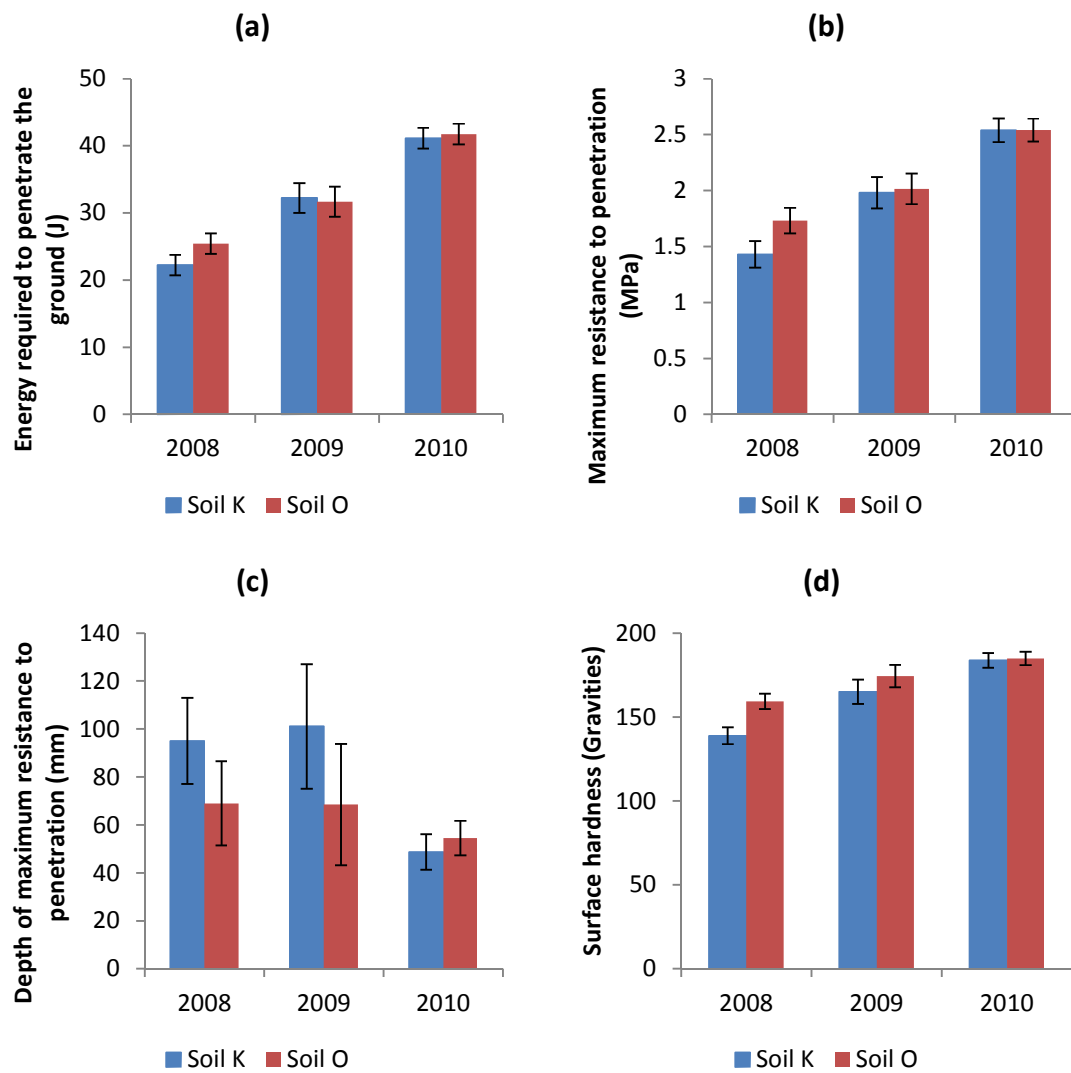 (a)
Energy required to penetrate the
ground (J)
50
40
30
20
10
0
2008 2009 2010
Soil K Soil O
(b)
Maximum resistance to penetration
(MPa)
3
2.5
2
1.5
1
0.5
0
2008 2009 2010
Soil K Soil O
(c)
Depth of maximum resistance to
penetration (mm)
140
120
100
80
60
40
20
0
2008 2009 2010
Soil K Soil O
(d)
Surface hardness (Gravities)
200
150
100
50
0
2008 2009 2010
Soil K Soil O